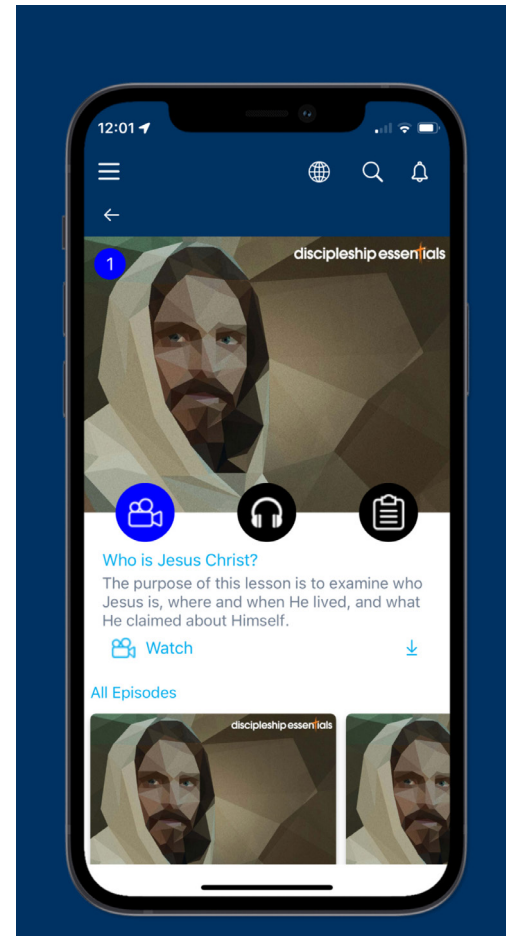 12:01
1
discipleship essentials
Who is Jesus Christ?
The purpose of this lesson is to examine who
Jesus is, where and when He lived, and what
He claimed about Himself.
Watch
All Episodes
discipleship essentials